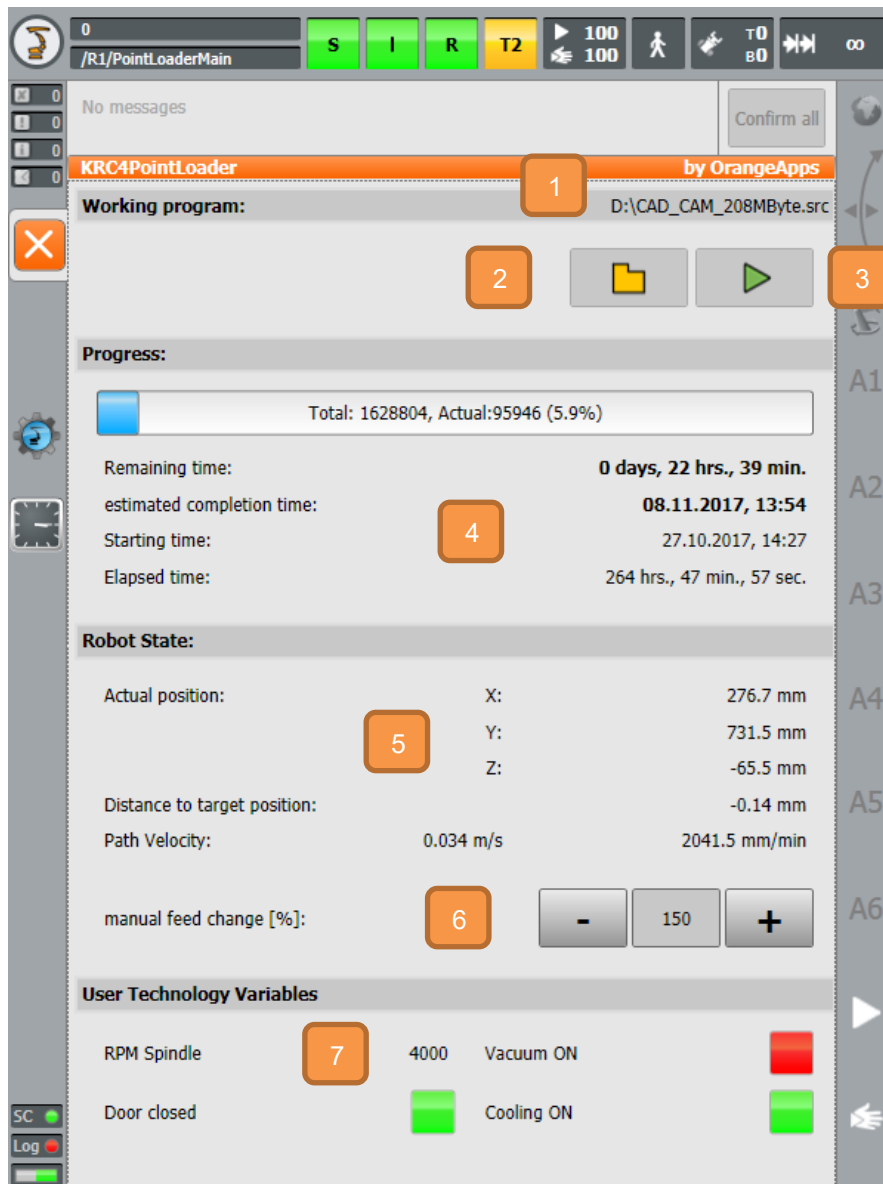 0
/R1/PointLoaderMain
S I R T2 100 100 T0 B0 ∞
0
0
0
0
No messages
Confirm all
KRC4PointLoader by OrangeApps
1
Working program: D:\CAD_CAM_208MByte.src
2
3
Progress:
A1
Total: 1628804, Actual:95946 (5.9%)
Remaining time: 0 days, 22 hrs., 39 min.
A2
estimated completion time: 08.11.2017, 13:54
4
Starting time: 27.10.2017, 14:27
Elapsed time: 264 hrs., 47 min., 57 sec.
A3
Robot State:
Actual position: X: 276.7 mm
A4
5
Y: 731.5 mm
Z: -65.5 mm
Distance to target position: -0.14 mm
A5
Path Velocity: 0.034 m/s 2041.5 mm/min
manual feed change [%]: 6 - 150 +
A6
User Technology Variables
RPM Spindle 7 4000 Vacuum ON
Door closed Cooling ON
SC
Log